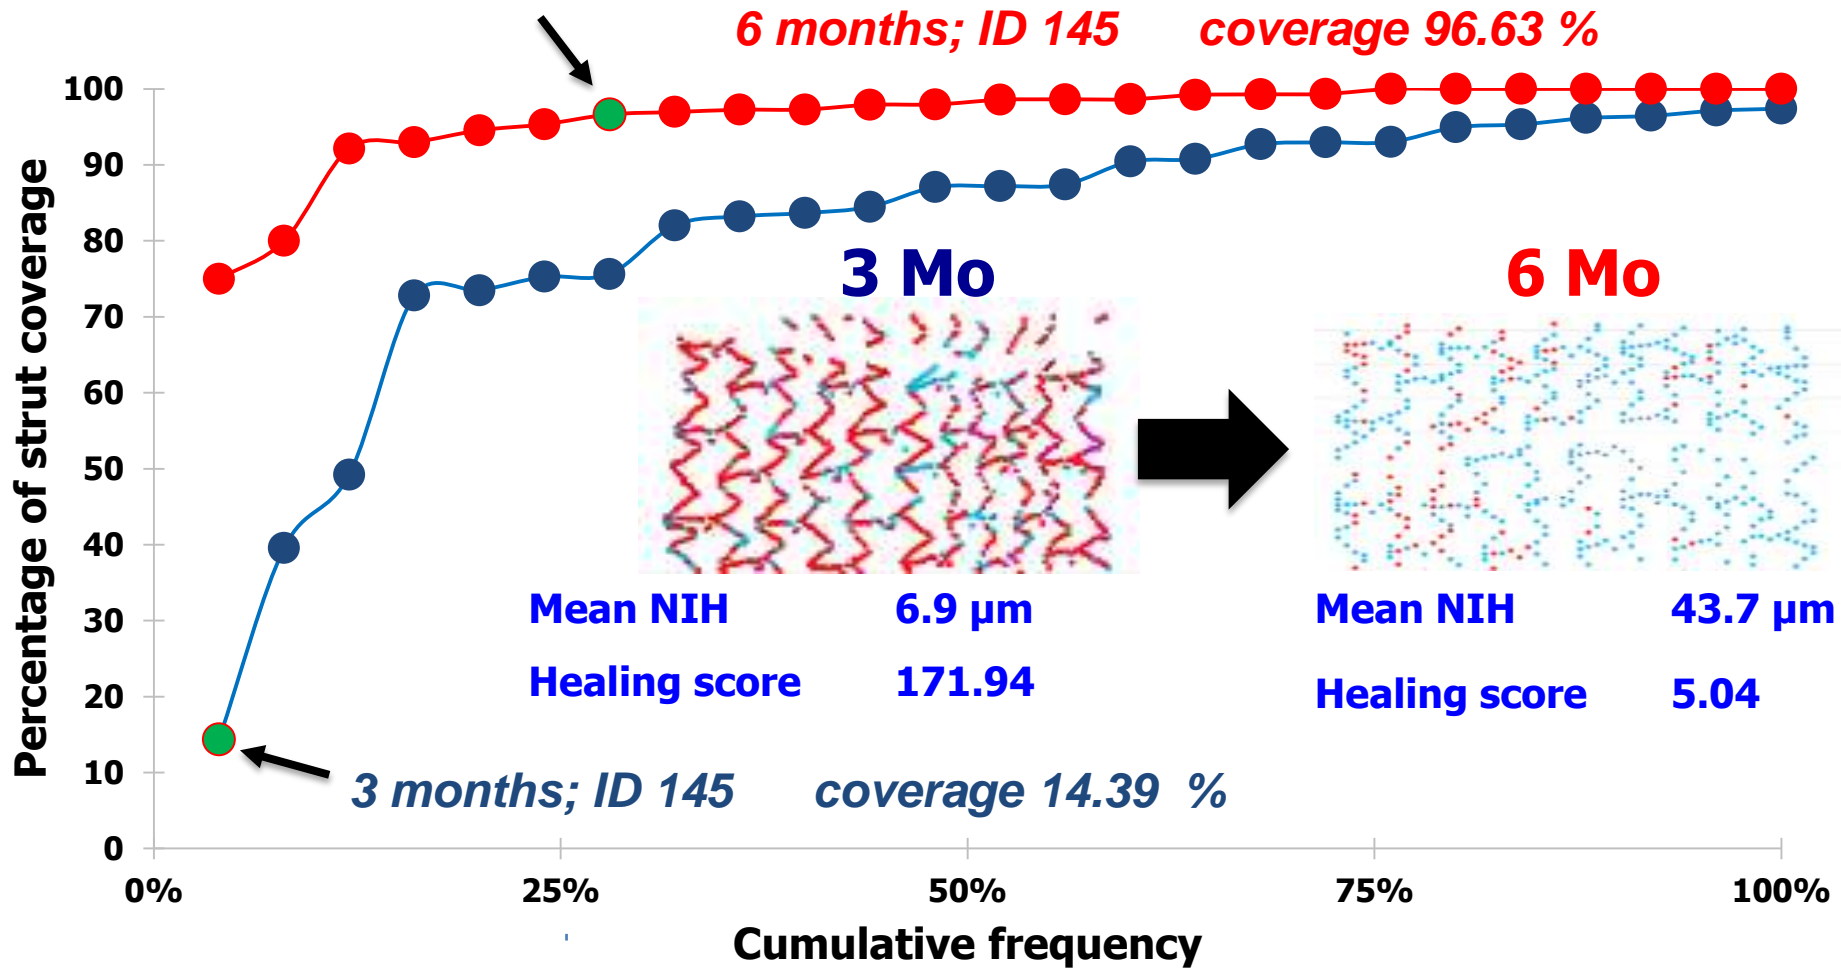 6 months; ID 145 coverage 96.63 %
Percentage of strut coverage
100
90
80
70
60
50
40
30
20
10
0
3 Mo
6 Mo
Mean NIH 6.9 µm
Healing score 171.94
Mean NIH 43.7 µm
Healing score 5.04
3 months; ID 145 coverage 14.39 %
0% 25% 50% 75% 100%
Cumulative frequency